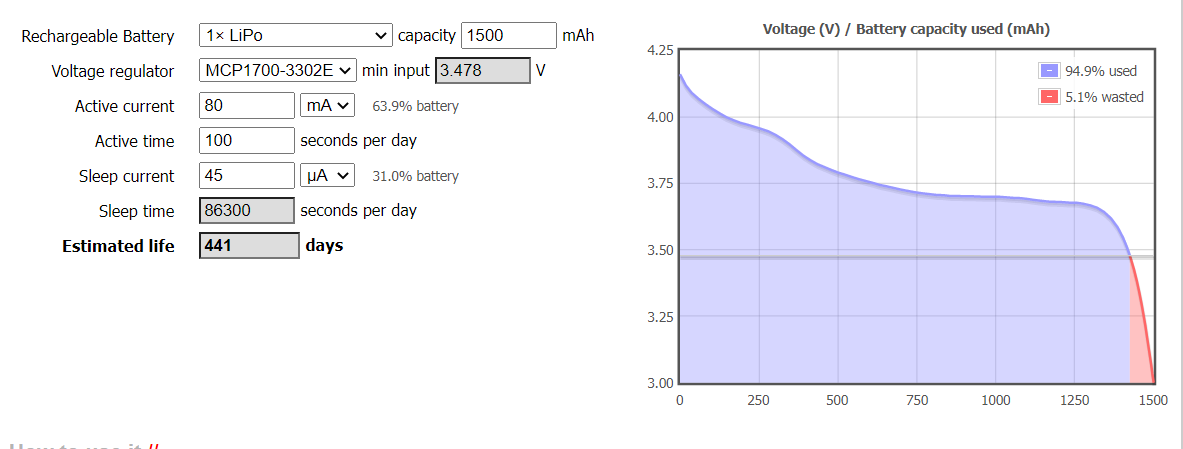 Rechargeable Battery 1× LiPo capacity 1500 mAh
Voltage regulator MCP1700-3302E min input 3.478 V
Active current 80 mA 63.9% battery
Active time 100 seconds per day
Sleep current 45 µA 31.0% battery
Sleep time 86300 seconds per day
Estimated life 441 days
Voltage (V) / Battery capacity used (mAh)
94.9% used
5.1% wasted
4.25
4.00
3.75
3.50
3.25
3.00
0 250 500 750 1000 1250 1500